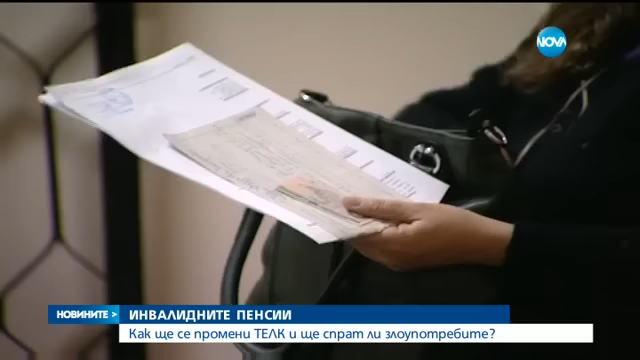 NOVA
НОВИНИТЕ
ИНВАЛИДНИТЕ ПЕНСИИ
Как ще се промени ТЕЛК и ще спрат ли злоупотребите?